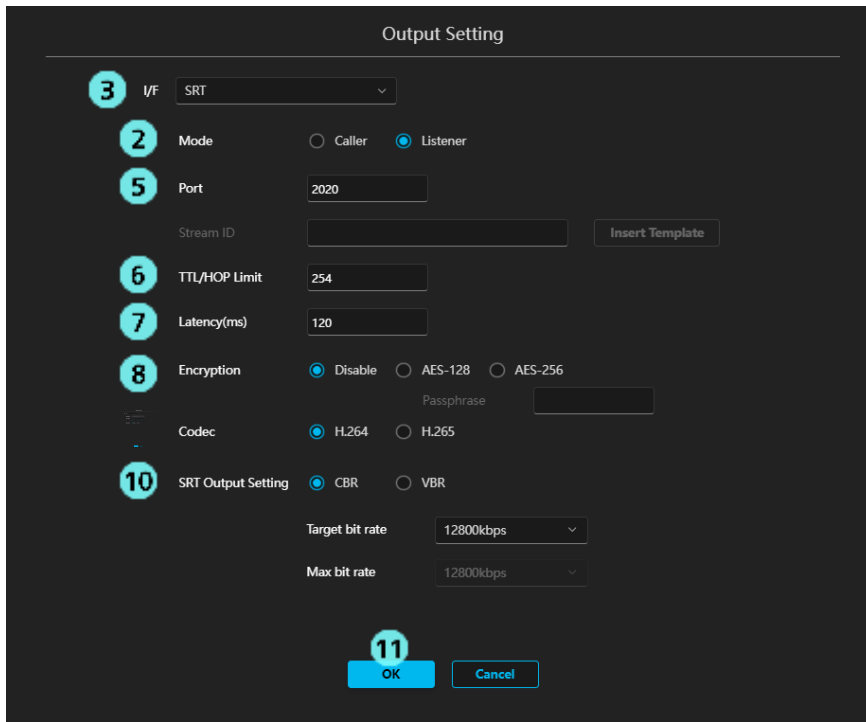 Output Setting
3 I/F SRT
2 Mode Caller Listener
5 Port 2020
Stream ID Insert Template
6 TTL/HOP Limit 254
7 Latency(ms) 120
8 Encryption Disable AES-128 AES-256
Passphrase
Codec H.264 H.265
10 SRT Output Setting CBR VBR
Target bit rate 12800kbps
Max bit rate 12800kbps
11
OK Cancel